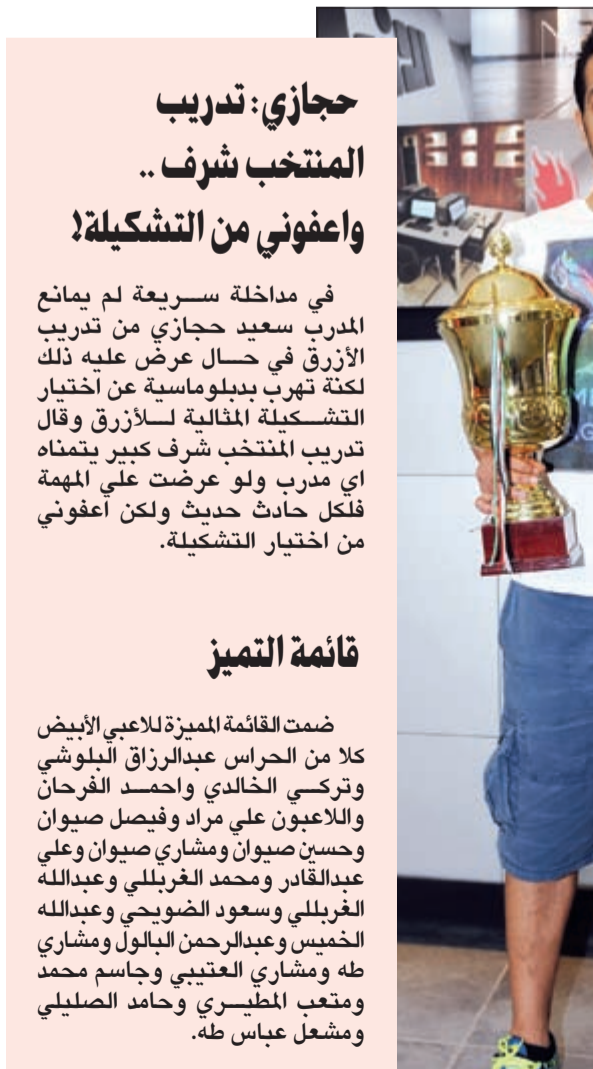 حجازي: تدريب
المنتخب شرف ..
واعفوني من التشكيلة!
في مداخلة سريعة لم يمانع
المدرب سعيد حجازي من تدريب
الأزرق في حال عرض عليه ذلك
لكنة تهرب بدبلوماسية عن اختيار
التشكيلة المثالية للأزرق وقال
تدريب المنتخب شرف كبير يتمناه
اي مدرب ولو عرضت علي المهمة
فلكل حادث حديث ولكن اعفوني
من اختيار التشكيلة.
قائمة التميز
ضمت القائمة المميزة للاعبي الأبيض
كلا من الحراس عبدالرزاق البلوشي
وتركي الخالدي واحمد الفرحان
واللاعبون علي مراد وفيصل صيوان
وحسين صيوان ومشاري صيوان وعلي
عبدالقادر ومحمد الغربللي وعبدالله
الغربللي وسعود الضويحي وعبدالله
الخميس وعبدالرحمن البالول ومشاري
طه ومشاري العتيبي وجاسم محمد
ومتعب المطيري وحامد الصليلي
ومشعل عباس طه.